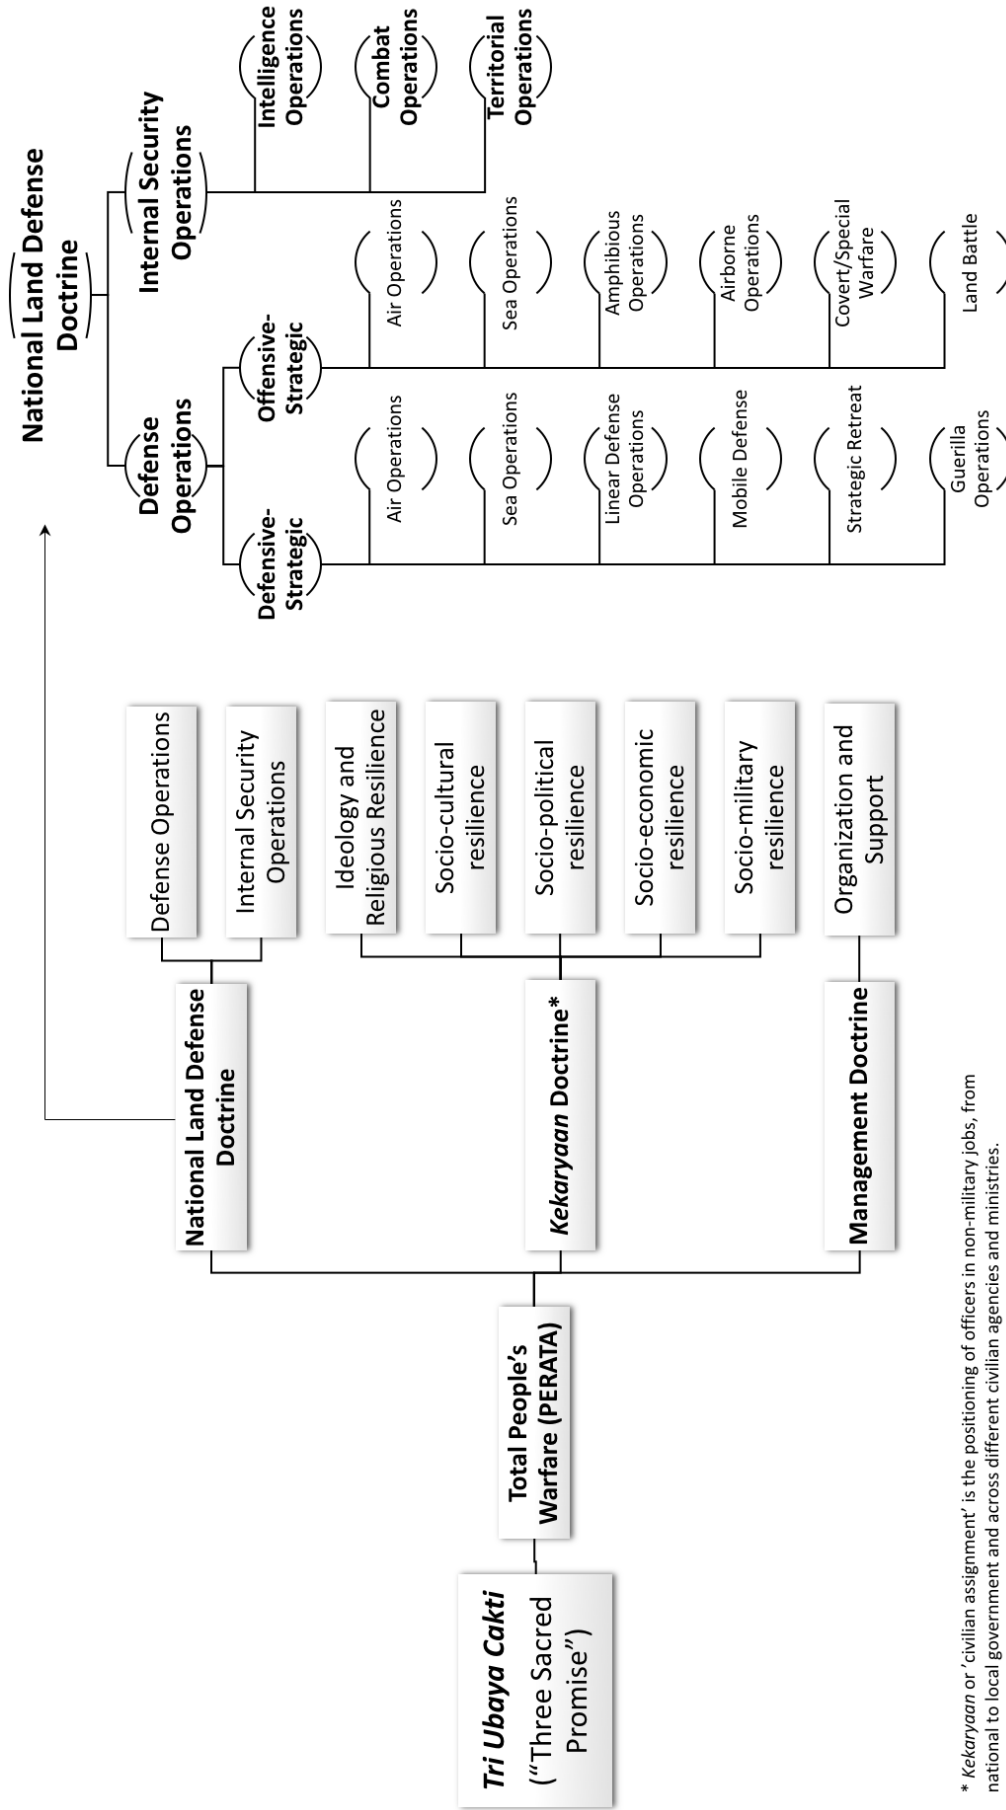 Tri Ubaya Cakti
(“Three Sacred
Promise”)
Total People’s
Warfare (PERATA)
National Land Defense
Doctrine
Defense Operations
Internal Security
Operations
Kekaryaan Doctrine*
Ideology and
Religious Resilience
Socio-cultural
resilience
Socio-political
resilience
Socio-economic
resilience
Socio-military
resilience
Management Doctrine
Organization and
Support
National Land Defense
Doctrine
Defense
Operations
Defensive-
Strategic
Air Operations
Sea Operations
Linear Defense
Operations
Mobile Defense
Strategic Retreat
Guerilla
Operations
Offensive-
Strategic
Air Operations
Sea Operations
Amphibious
Operations
Airborne
Operations
Covert/Special
Warfare
Land Battle
Internal Security
Operations
Intelligence
Operations
Combat
Operations
Territorial
Operations
* Kekaryaan or ‘civilian assignment’ is the positioning of officers in non-military jobs, from
national to local government and across different civilian agencies and ministries.